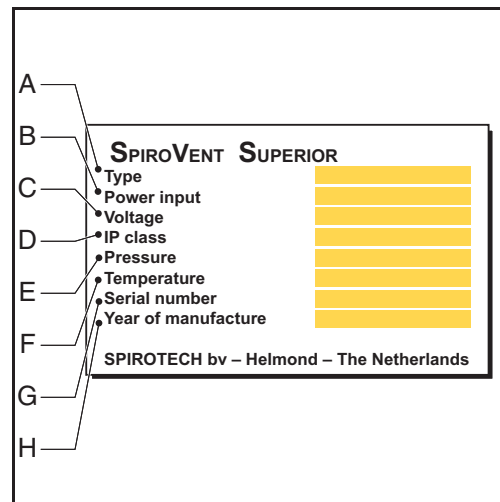 A
B
C
D
E
F
G
H
SPIROVENT SUPERIOR
Type
Power input
Voltage
IP class
Pressure
Temperature
Serial number
Year of manufacture
SPIROTECH bv – Helmond – The Netherlands